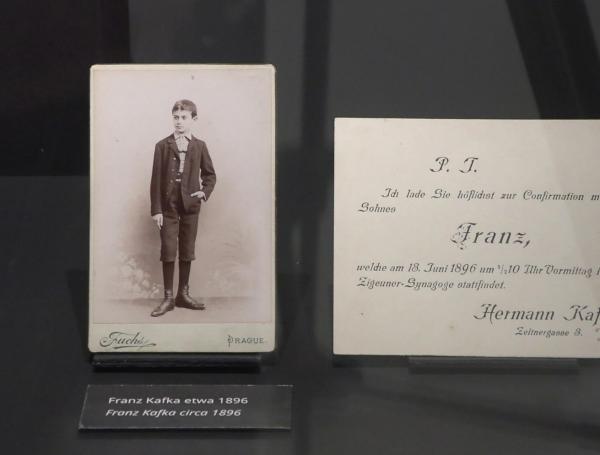 Fuchs
PRAGUE.
Franz Kafka etwa 1896
Franz Kafka circa 1896
P. T.
Ich lade Sie höflichst zur Confirmation m
Sohnes
Franz,
welche am 13. Juni 1896 um ½10 Uhr Vormittag i
Zigeuner-Synagoge stattfindet.
Hermann Kaf
Zeltnergasse 3.